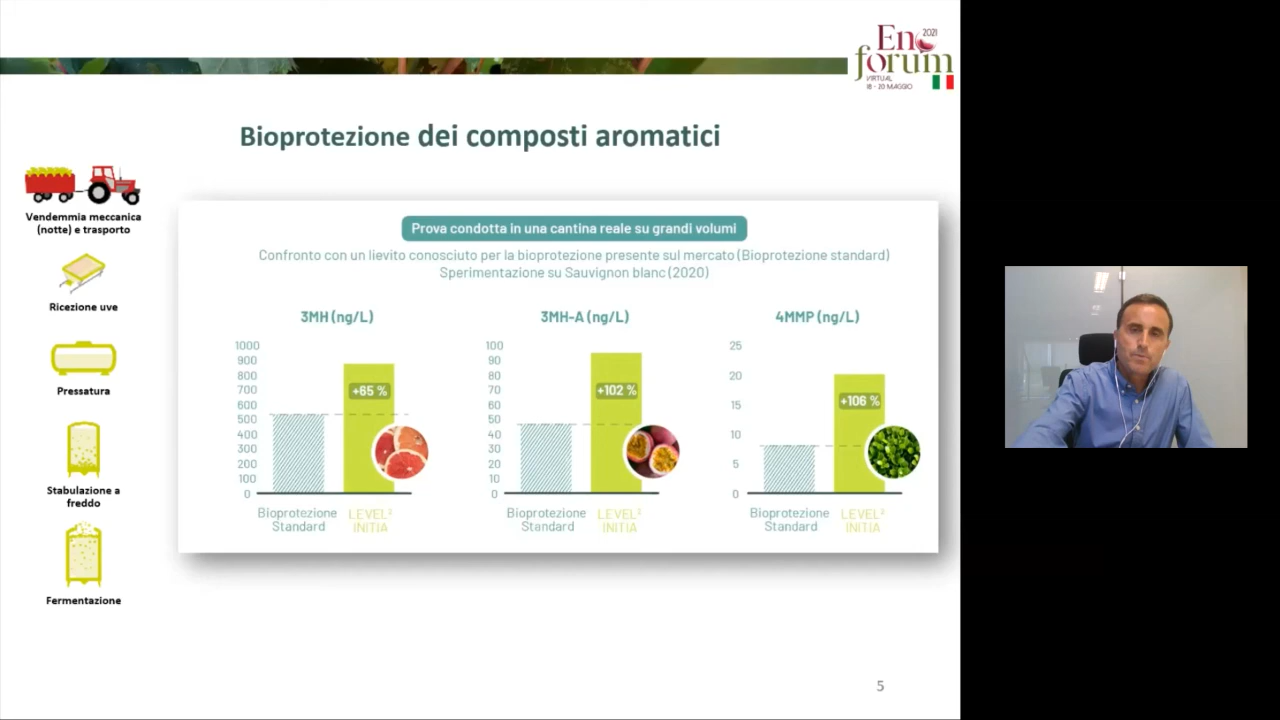 Enoforum
2021
VIRTUAL
18 - 20 MAGGIO
Bioprotezione dei composti aromatici
Vendemmia meccanica
(notte) e trasporto
Ricezione uve
Pressatura
Stabulazione a
freddo
Fermentazione
Prova condotta in una cantina reale su grandi volumi
Confronto con un lievito conosciuto per la bioprotezione presente sul mercato (Bioprotezione standard)
Sperimentazione su Sauvignon blanc (2020)
3MH (ng/L)
1000
900
800
700
600
500
400
300
200
100
0
+65 %
Bioprotezione
Standard
LEVEL²
INITIA
3MH-A (ng/L)
100
90
80
70
60
50
40
30
20
10
0
+102 %
Bioprotezione
Standard
LEVEL²
INITIA
4MMP (ng/L)
25
20
15
10
5
0
+106 %
Bioprotezione
Standard
LEVEL²
INITIA
5